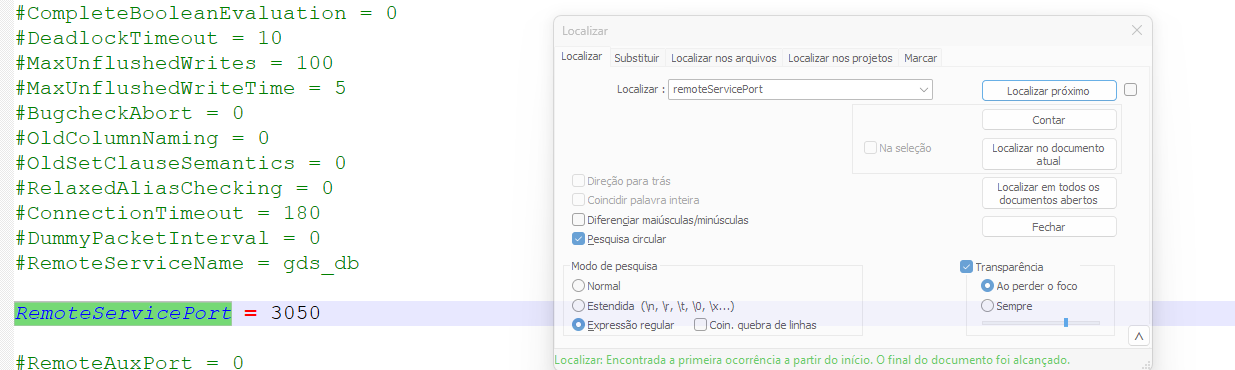 #CompleteBooleanEvaluation = 0
#DeadlockTimeout = 10
#MaxUnflushedWrites = 100
#MaxUnflushedWriteTime = 5
#BugcheckAbort = 0
#OldColumnNaming = 0
#OldSetClauseSemantics = 0
#RelaxedAliasChecking = 0
#ConnectionTimeout = 180
#DummyPacketInterval = 0
#RemoteServiceName = gds_db
RemoteServicePort = 3050
#RemoteAuxPort = 0
Localizar
Localizar Substituir Localizar nos arquivos Localizar nos projetos Marcar
Localizar : remoteServicePort
Localizar próximo
Contar
Na seleção
Localizar no documento
atual
Localizar em todos os
documentos abertos
Fechar
Direção para trás
Coincidir palavra inteira
Diferençiar maiúsculas/minúsculas
Pesquisa circular
Modo de pesquisa
Normal
Estendida (\n, \r, \t, \0, \x...)
Expressão regular Coin. quebra de linhas
Transparência
Ao perder o foco
Sempre
Localizar: Encontrada a primeira ocorrência a partir do início. O final do documento foi alcançado.